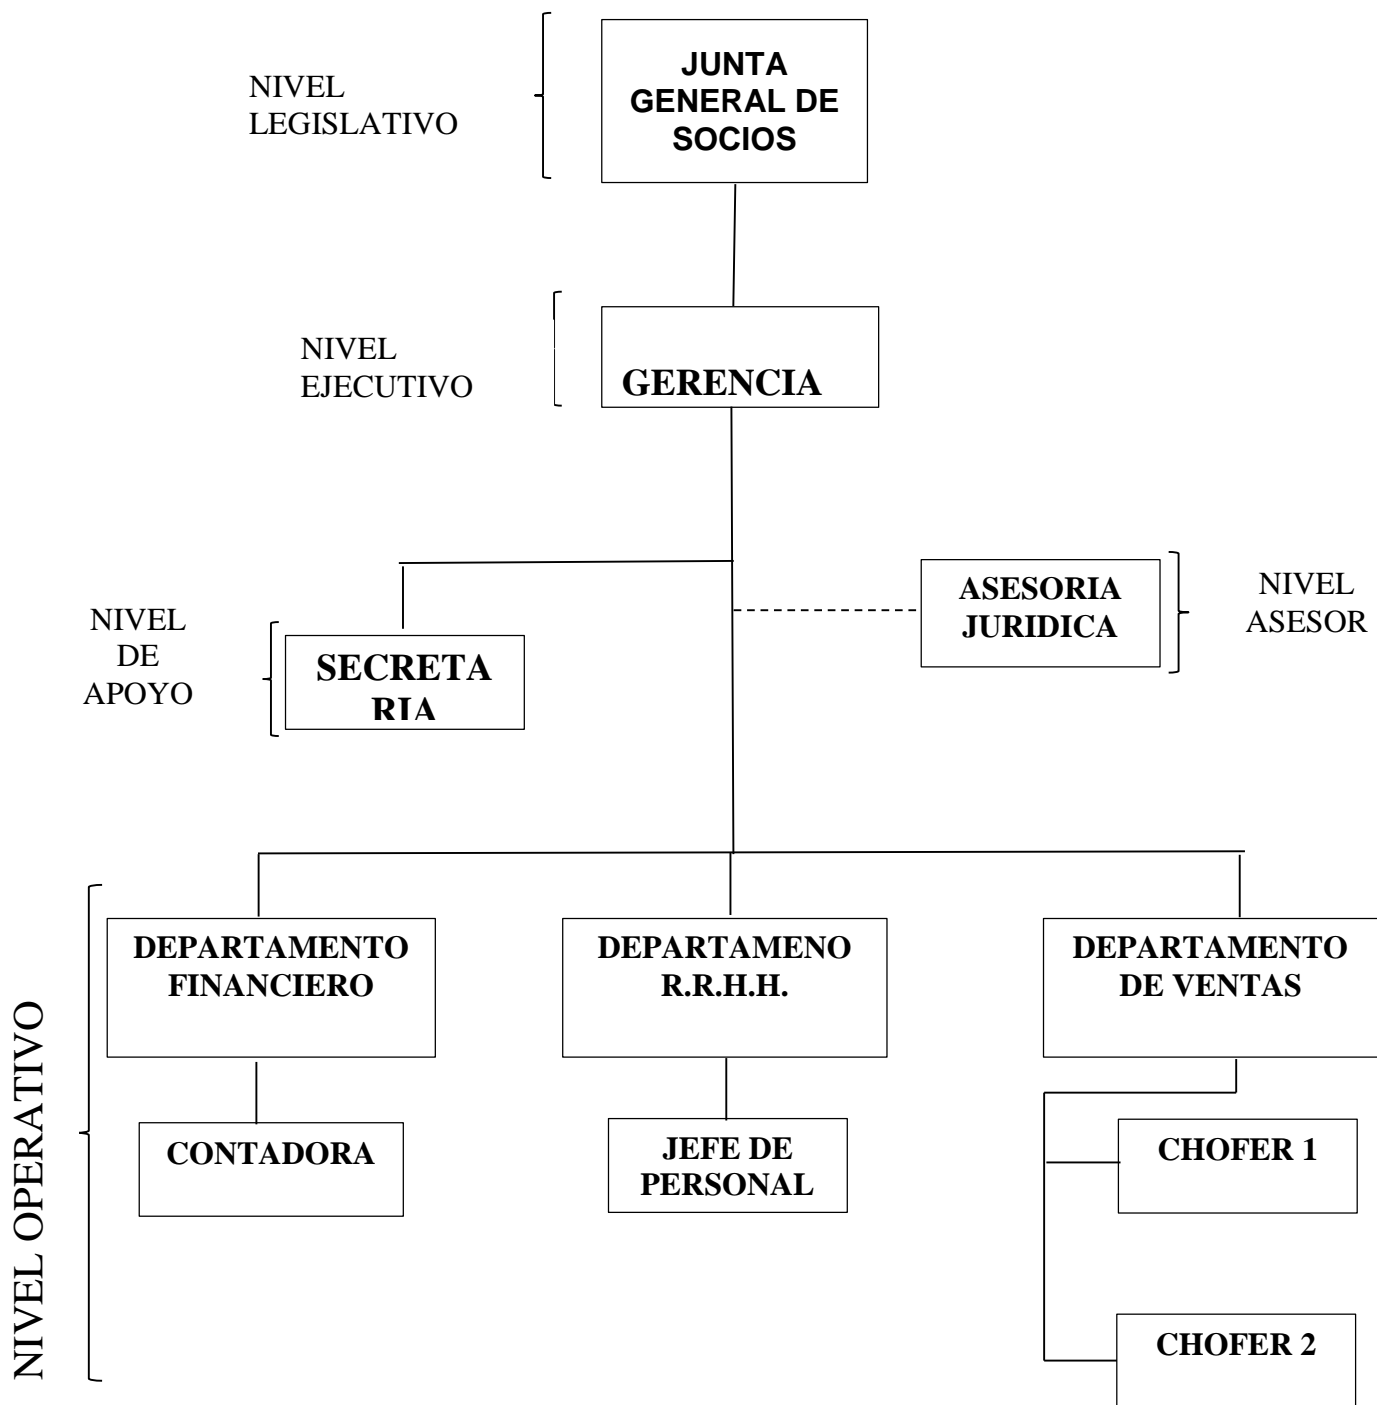 NIVEL
LEGISLATIVO
JUNTA
GENERAL DE
SOCIOS
NIVEL
EJECUTIVO
GERENCIA
NIVEL
DE
APOYO
SECRETA
RIA
ASESORIA
JURIDICA
NIVEL
ASESOR
NIVEL OPERATIVO
DEPARTAMENTO
FINANCIERO
DEPARTAMENO
R.R.H.H.
DEPARTAMENTO
DE VENTAS
CONTADORA
JEFE DE
PERSONAL
CHOFER 1
CHOFER 2